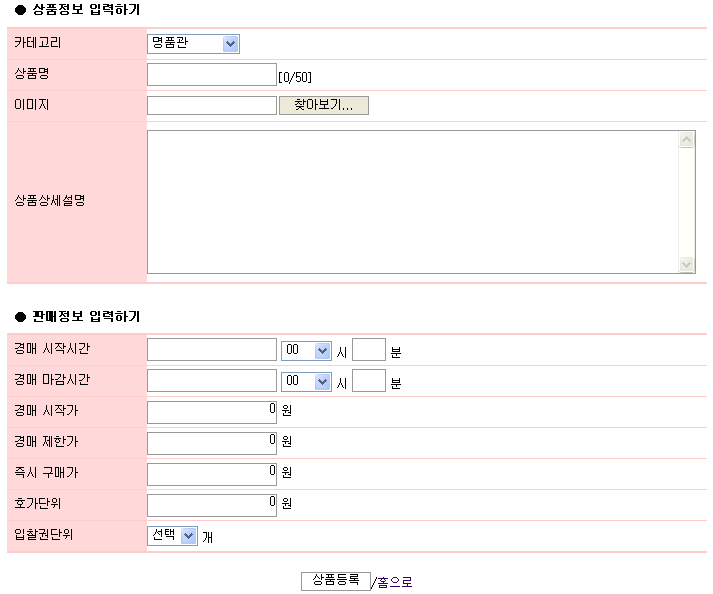 ● 상품정보 입력하기
카테고리 명품관
상품명 [0/50]
이미지 찾아보기...
상품상세설명
● 판매정보 입력하기
경매 시작시간 00 시 분
경매 마감시간 00 시 분
경매 시작가 0 원
경매 제한가 0 원
즉시 구매가 0 원
호가단위 0 원
입찰권단위 선택 개
상품등록/홈으로